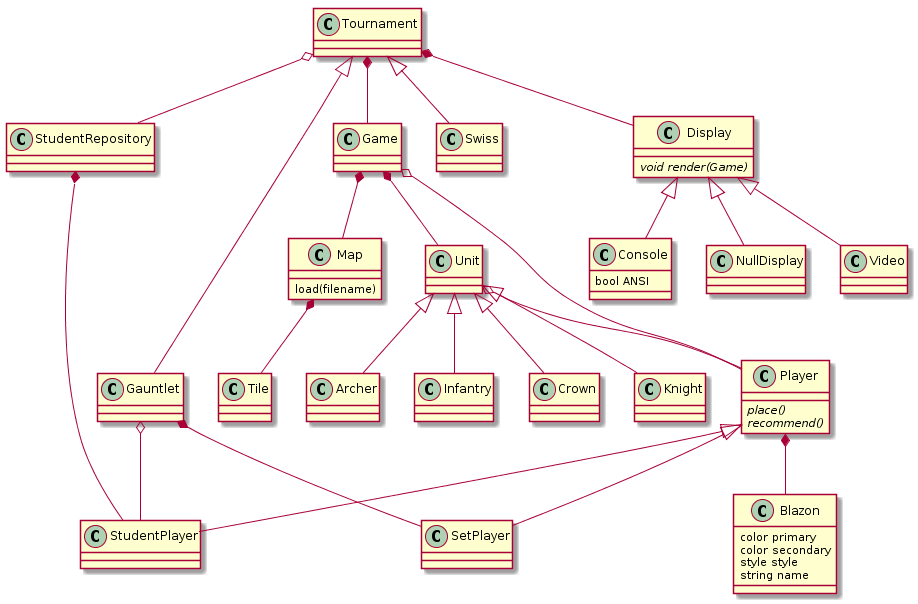 C Tournament
C StudentRepository
C Game
C Swiss
C Display
void render(Game)
C Map
load(filename)
C Unit
C Console
bool ANSI
C NullDisplay
C Video
C Gauntlet
C Tile
C Archer
C Infantry
C Crown
C Knight
C Player
place()
recommend()
C StudentPlayer
C SetPlayer
C Blazon
color primary
color secondary
style style
string name